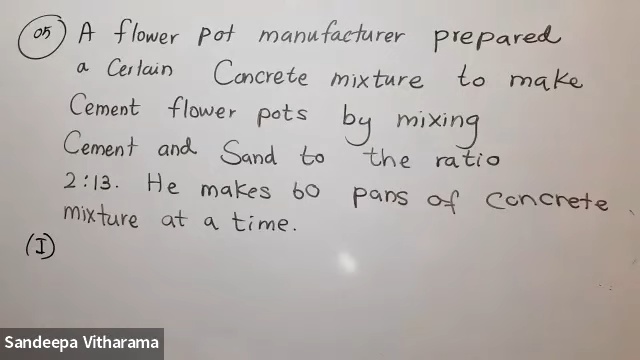 05 A flower pot manufacturer prepared
a Certain Concrete mixture to make
Cement flower pots by mixing
Cement and Sand to the ratio
2:13. He makes 60 pans of concrete
mixture at a time.
(I)
Sandeepa Vitharama